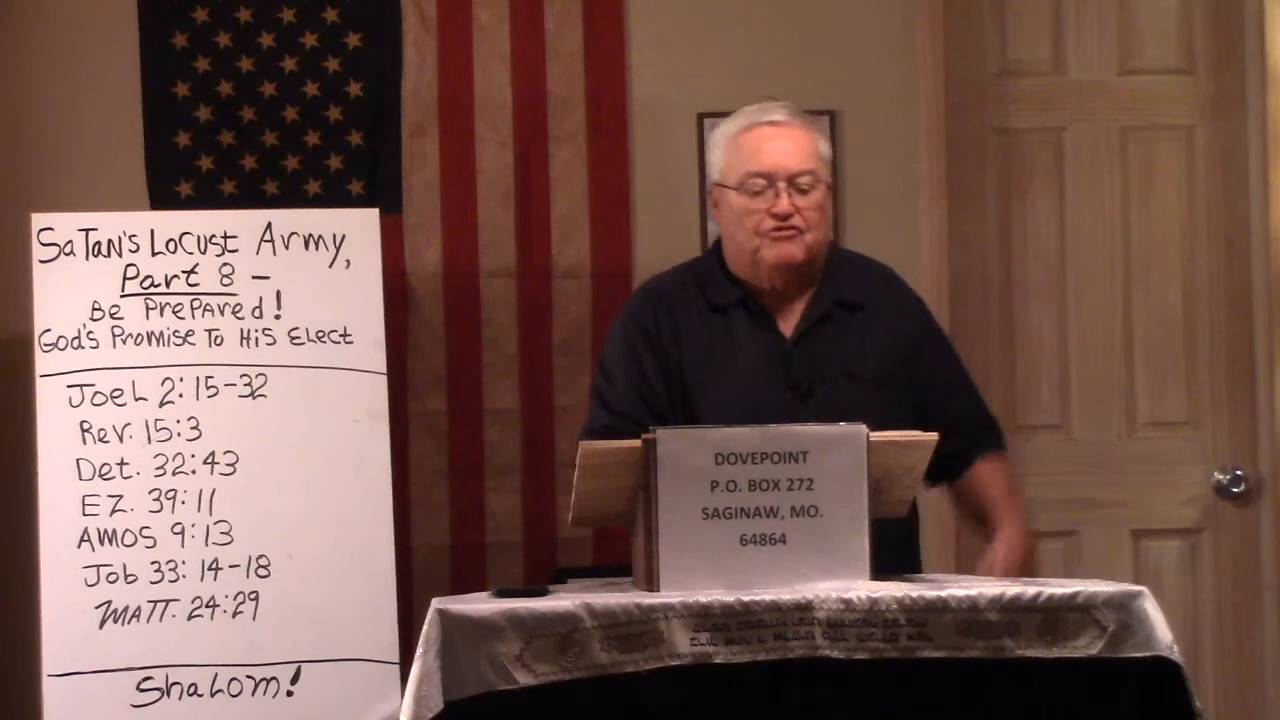 SaTaN's Locust Army,
Part 8 –
Be PrePAred!
God's Promise To His Elect
Joel 2:15-32
Rev. 15:3
Det. 32:43
EZ. 39:11
AMOS 9:13
Job 33:14-18
MATT. 24:29
ShaLom!
DOVEPOINT
P.O. BOX 272
SAGINAW, MO.
64864